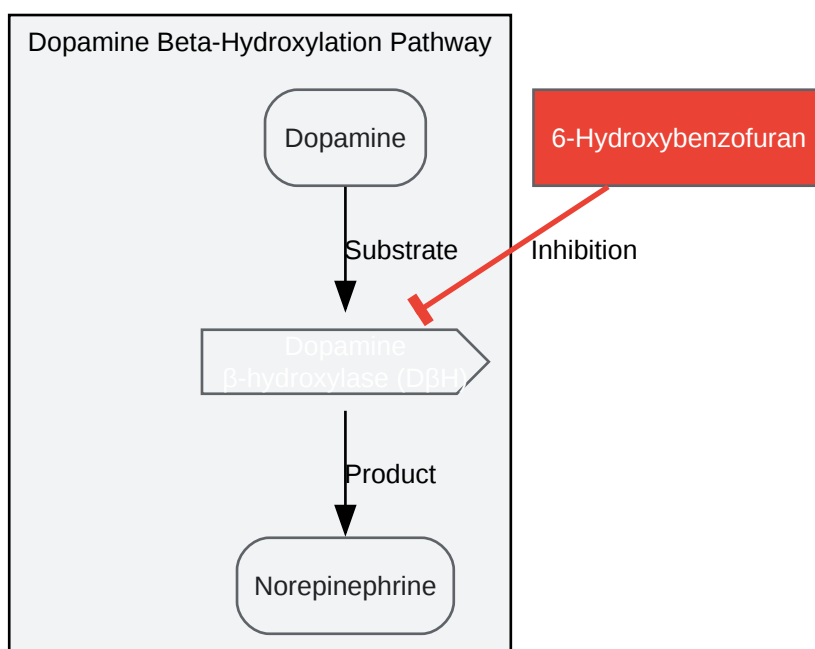 Dopamine Beta-Hydroxylation Pathway
Dopamine
6-Hydroxybenzofuran
Substrate
Inhibition
Dopamine
β-hydroxylase (DβH)
Product
Norepinephrine